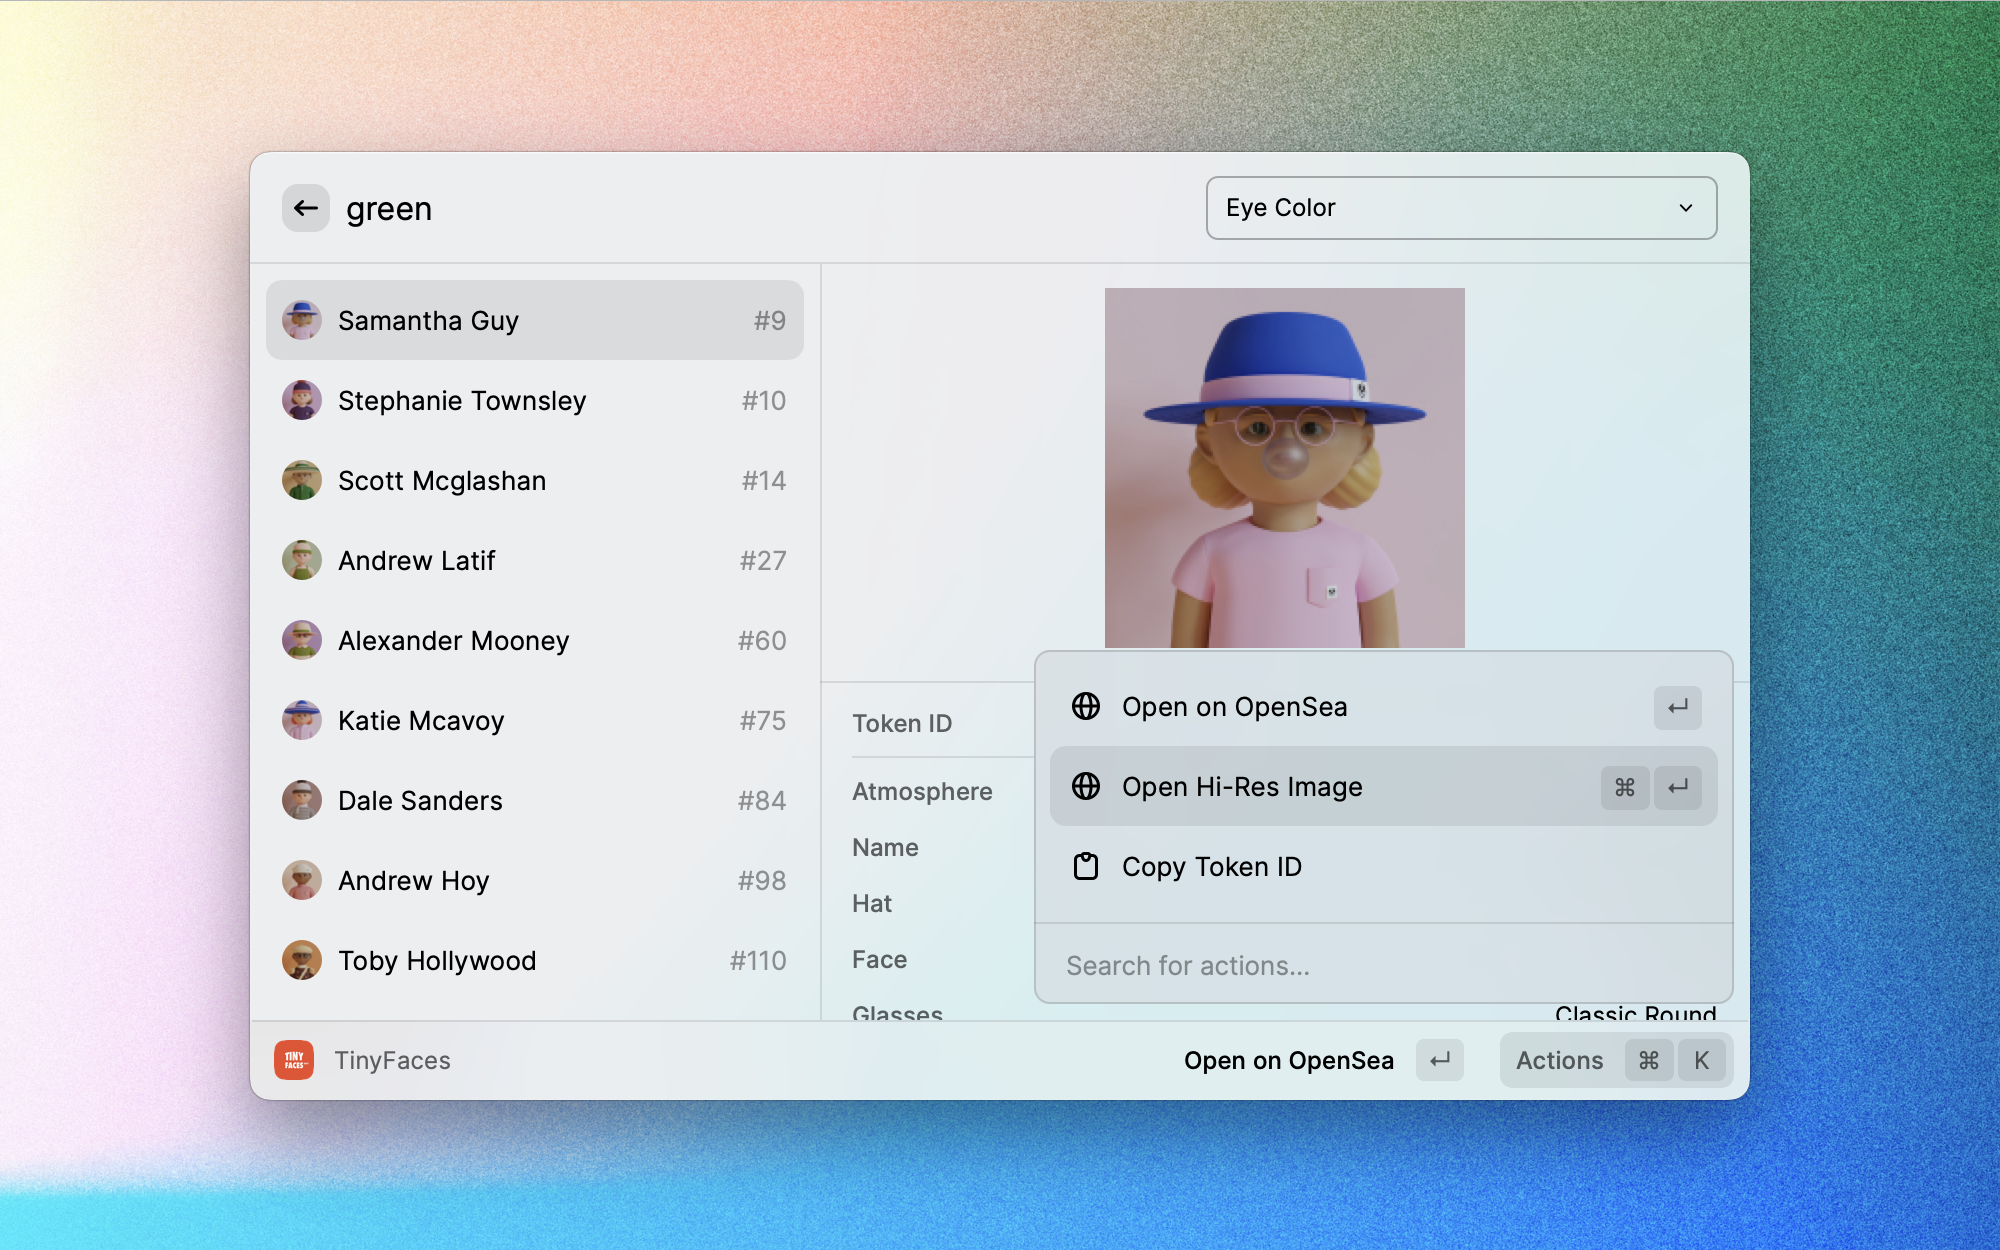 green
Eye Color
Samantha Guy #9
Stephanie Townsley #10
Scott Mcglashan #14
Andrew Latif #27
Alexander Mooney #60
Katie Mcavoy #75
Dale Sanders #84
Andrew Hoy #98
Toby Hollywood #110
Token ID
Atmosphere
Name
Hat
Face
Glasses Classic Round
Open on OpenSea
Open Hi-Res Image ⌘
Copy Token ID
Search for actions...
TINY
FACES
TinyFaces
Open on OpenSea
Actions ⌘ K